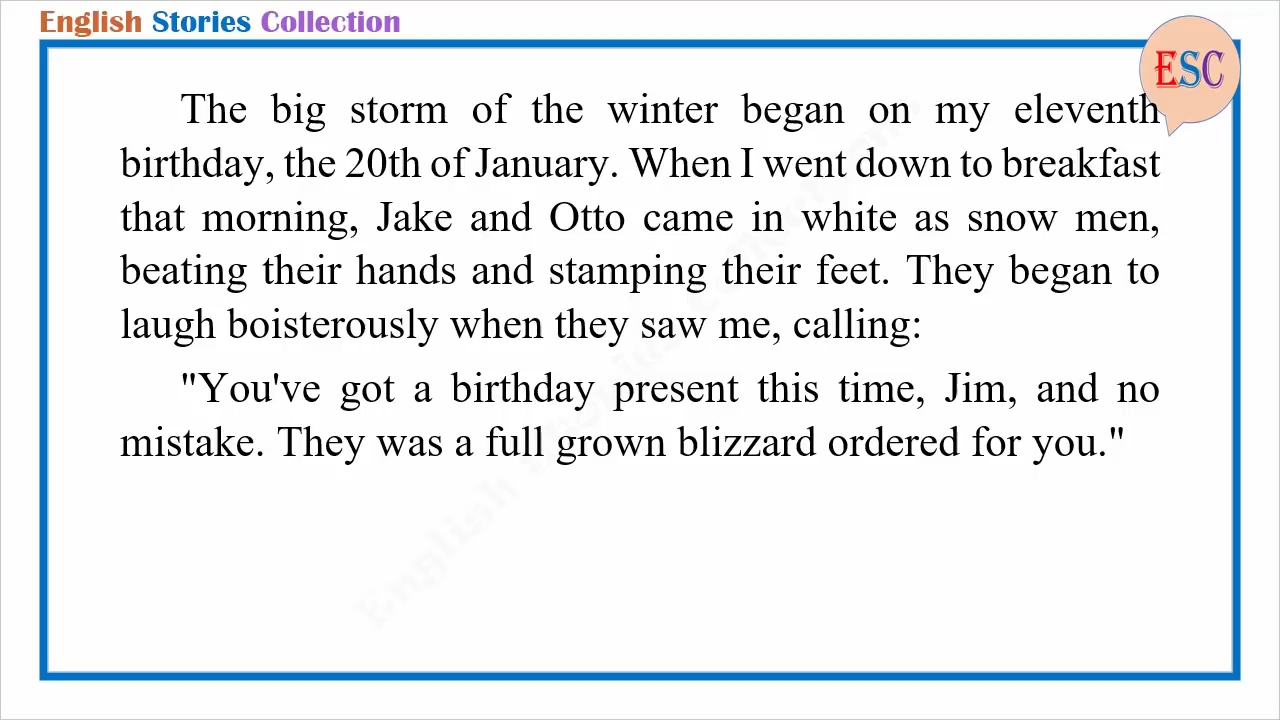 English Stories Collection
ESC
The big storm of the winter began on my eleventh
birthday, the 20th of January. When I went down to breakfast
that morning, Jake and Otto came in white as snow men,
beating their hands and stamping their feet. They began to
laugh boisterously when they saw me, calling:
"You've got a birthday present this time, Jim, and no
mistake. They was a full grown blizzard ordered for you."